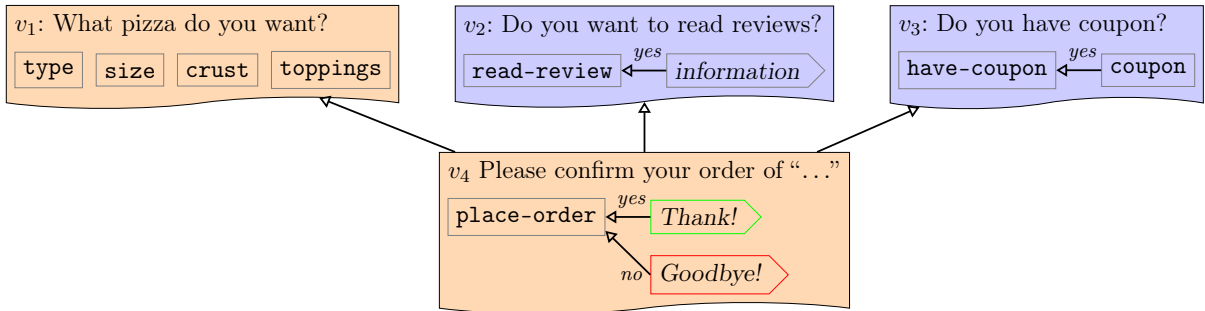 v₁: What pizza do you want?
type size crust toppings
v₂: Do you want to read reviews?
read-review yes information
v₃: Do you have coupon?
have-coupon yes coupon
v₄ Please confirm your order of “...”
place-order yes Thank!
no Goodbye!